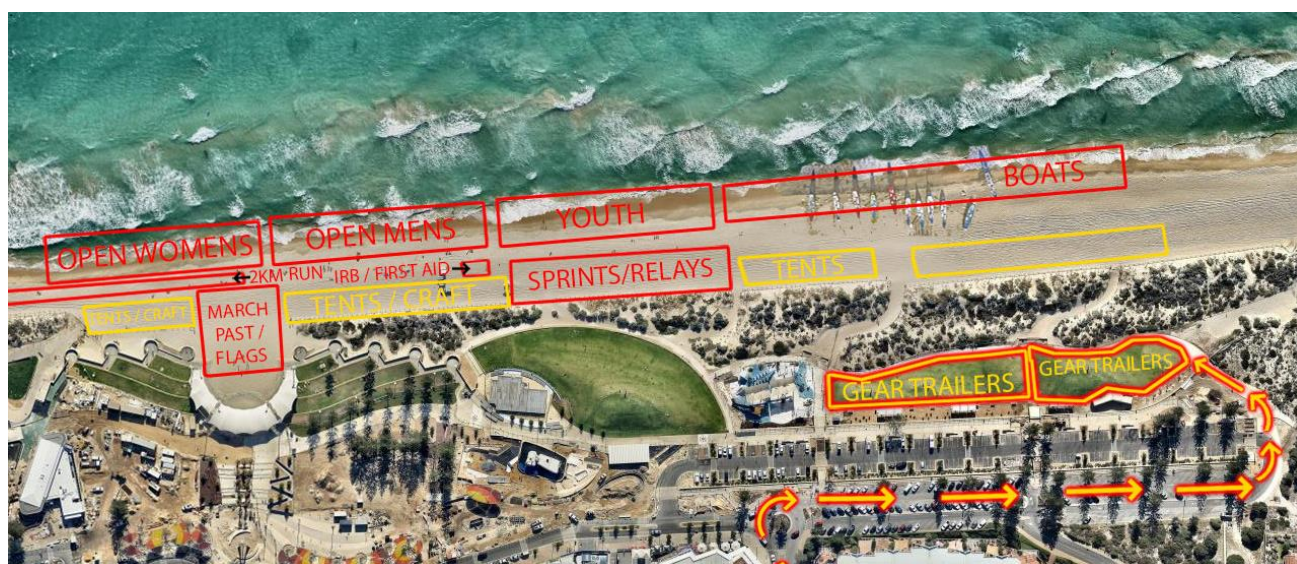 OPEN WOMENS
OPEN MENS
YOUTH
BOATS
2KM RUN
IRB / FIRST AID
TENTS / CRAFT
MARCH
PAST /
FLAGS
TENTS / CRAFT
SPRINTS/RELAYS
TENTS
GEAR TRAILERS
GEAR TRAILERS